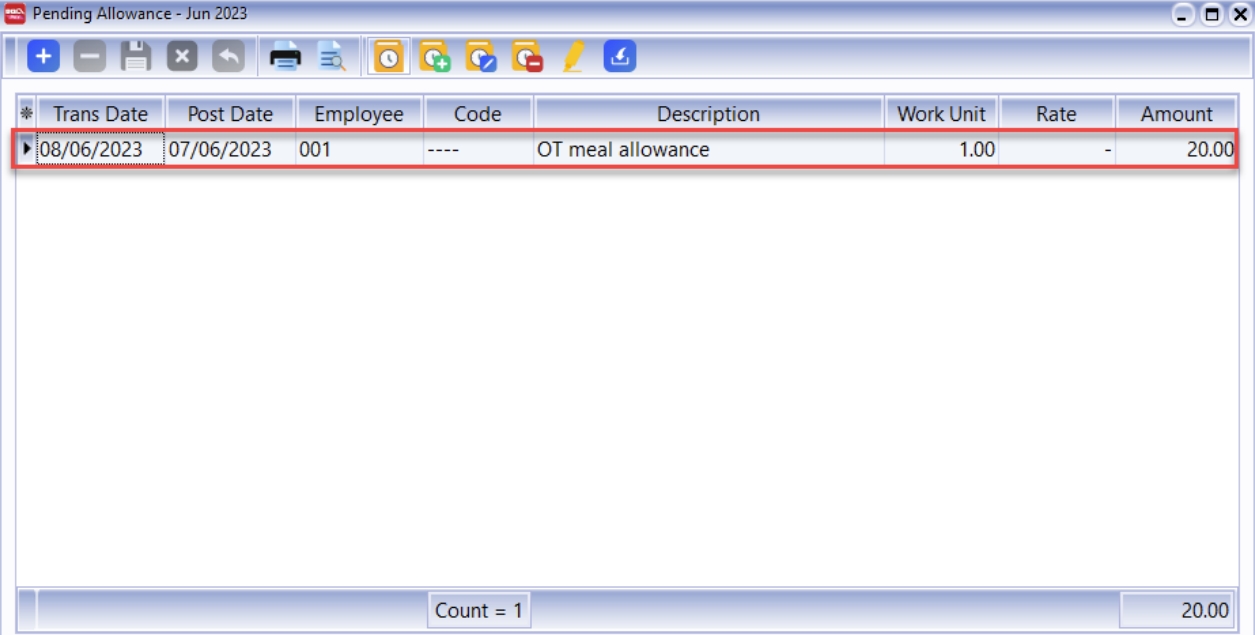 Pending Allowance - Jun 2023
Trans Date Post Date Employee Code Description Work Unit Rate Amount
08/06/2023 07/06/2023 001 ---- OT meal allowance 1.00 - 20.00
Count = 1 20.00